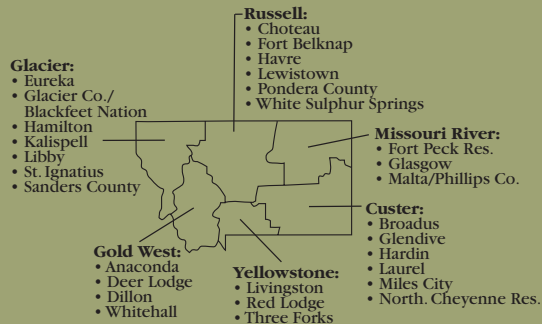 Russell:
• Choteau
• Fort Belknap
• Havre
• Lewistown
• Pondera County
• White Sulphur Springs
Glacier:
• Eureka
• Glacier Co./
Blackfeet Nation
• Hamilton
• Kalispell
• Libby
• St. Ignatius
• Sanders County
Missouri River:
• Fort Peck Res.
• Glasgow
• Malta/Phillips Co.
Custer:
• Broadus
• Glendive
• Hardin
• Laurel
• Miles City
• North. Cheyenne Res.
Gold West:
• Anaconda
• Deer Lodge
• Dillon
• Whitehall
Yellowstone:
• Livingston
• Red Lodge
• Three Forks